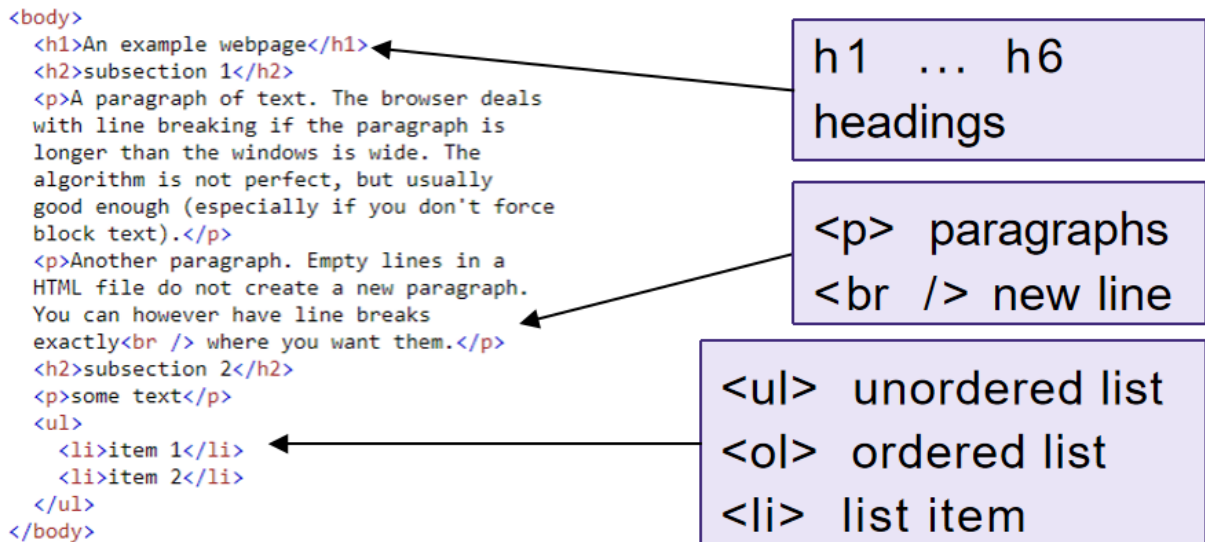 <body>
<h1>An example webpage</h1>
<h2>subsection 1</h2>
<p>A paragraph of text. The browser deals
with line breaking if the paragraph is
longer than the windows is wide. The
algorithm is not perfect, but usually
good enough (especially if you don't force
block text).</p>
<p>Another paragraph. Empty lines in a
HTML file do not create a new paragraph.
You can however have line breaks
exactly<br /> where you want them.</p>
<h2>subsection 2</h2>
<p>some text</p>
<ul>
<li>item 1</li>
<li>item 2</li>
</ul>
</body>
h1 ... h6
headings
<p> paragraphs
<br /> new line
<ul> unordered list
<ol> ordered list
<li> list item